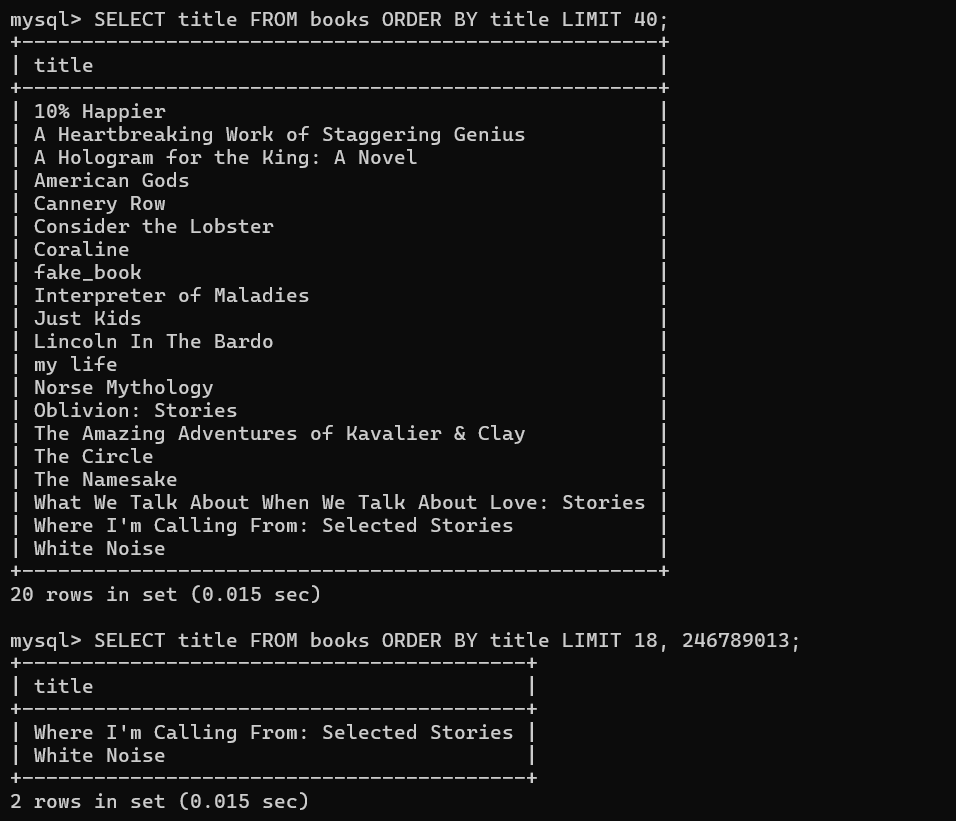 mysql> SELECT title FROM books ORDER BY title LIMIT 40;
+----------------------------------------------------+
| title                                              |
+----------------------------------------------------+
| 10% Happier                                        |
| A Heartbreaking Work of Staggering Genius          |
| A Hologram for the King: A Novel                   |
| American Gods                                      |
| Cannery Row                                        |
| Consider the Lobster                               |
| Coraline                                           |
| fake_book                                          |
| Interpreter of Maladies                            |
| Just Kids                                          |
| Lincoln In The Bardo                               |
| my life                                            |
| Norse Mythology                                    |
| Oblivion: Stories                                  |
| The Amazing Adventures of Kavalier & Clay          |
| The Circle                                         |
| The Namesake                                       |
| What We Talk About When We Talk About Love: Stories |
| Where I'm Calling From: Selected Stories           |
| White Noise                                        |
+----------------------------------------------------+
20 rows in set (0.015 sec)

mysql> SELECT title FROM books ORDER BY title LIMIT 18, 246789013;
+------------------------------------------+
| title                                    |
+------------------------------------------+
| Where I'm Calling From: Selected Stories |
| White Noise                              |
+------------------------------------------+
2 rows in set (0.015 sec)